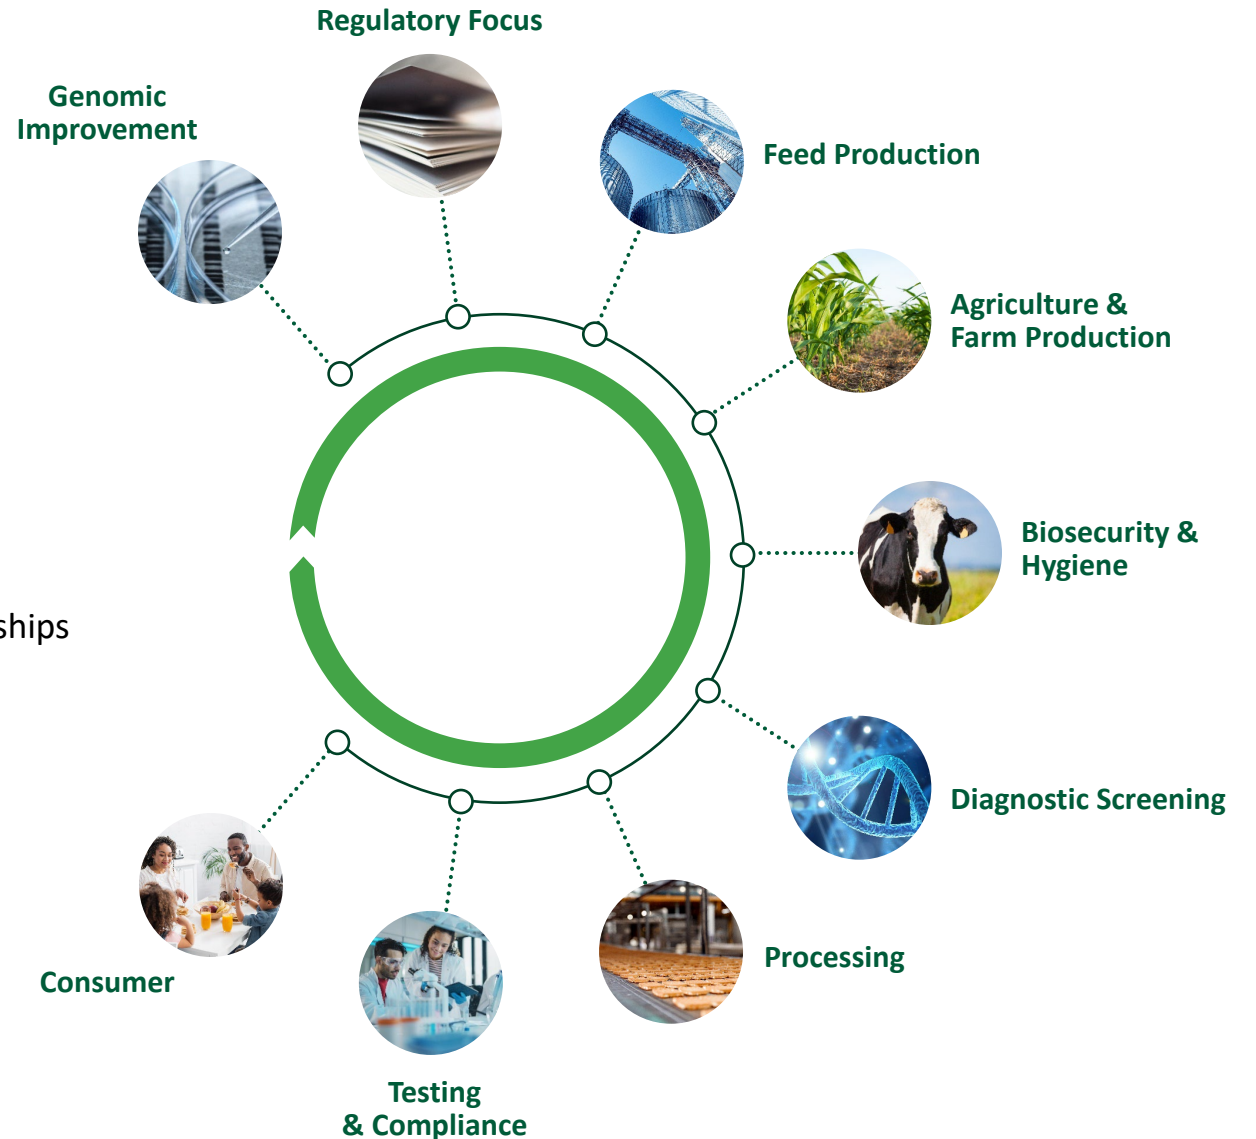 Regulatory Focus
Genomic
Improvement
Feed Production
Agriculture &
Farm Production
Biosecurity &
Hygiene
ships
Diagnostic Screening
Processing
Consumer
Testing
& Compliance